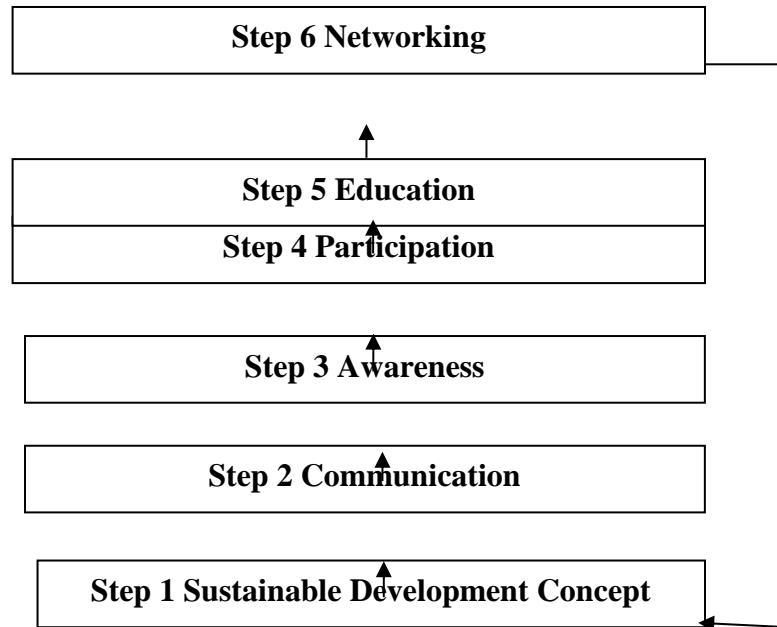 Step 6 Networking
Step 5 Education
Step 4 Participation
Step 3 Awareness
Step 2 Communication
Step 1 Sustainable Development Concept